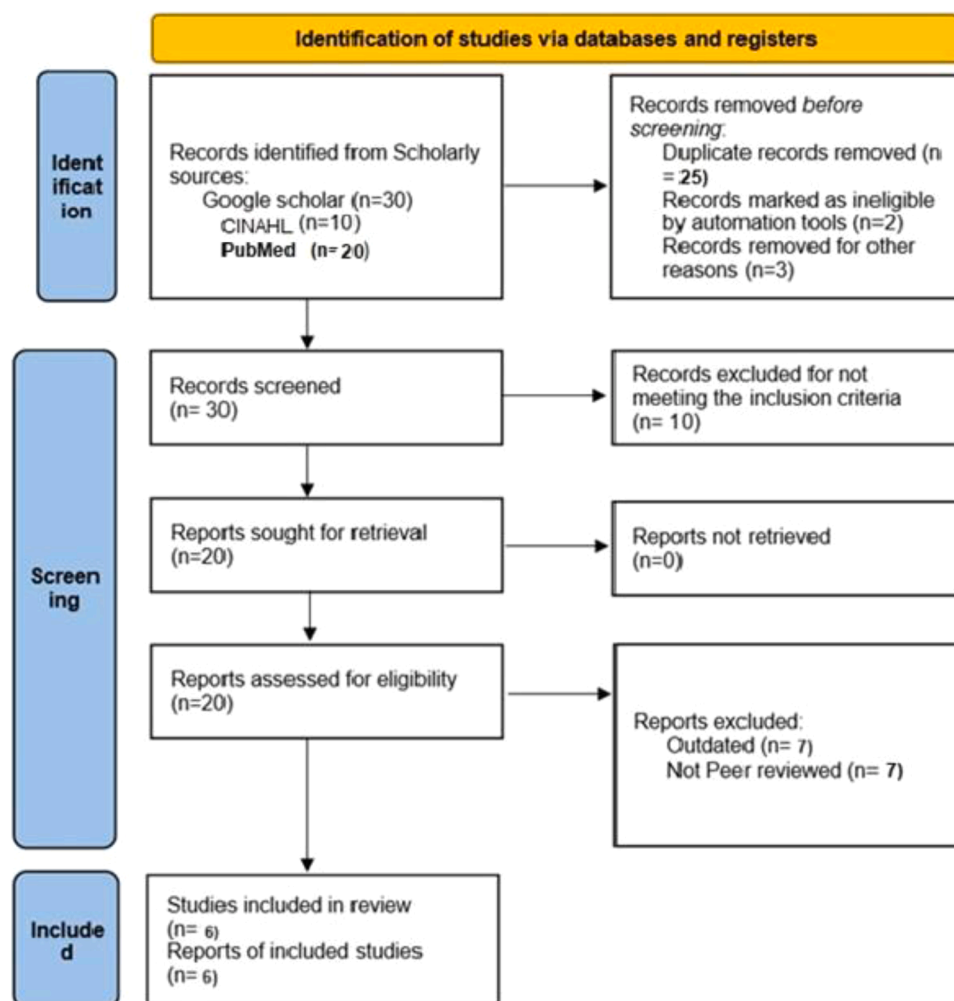 Identification of studies via databases and registers
Ident
ificat
ion
Records identified from Scholarly
sources:
Google scholar (n=30)
CINAHL (n=10)
PubMed (n=20)
Records removed before
screening:
Duplicate records removed (n
= 25)
Records marked as ineligible
by automation tools (n=2)
Records removed for other
reasons (n=3)
Screen
ing
Records screened
(n= 30)
Records excluded for not
meeting the inclusion criteria
(n= 10)
Reports sought for retrieval
(n=20)
Reports not retrieved
(n=0)
Reports assessed for eligibility
(n=20)
Reports excluded:
Outdated (n= 7)
Not Peer reviewed (n= 7)
Include
d
Studies included in review
(n= 6)
Reports of included studies
(n= 6)